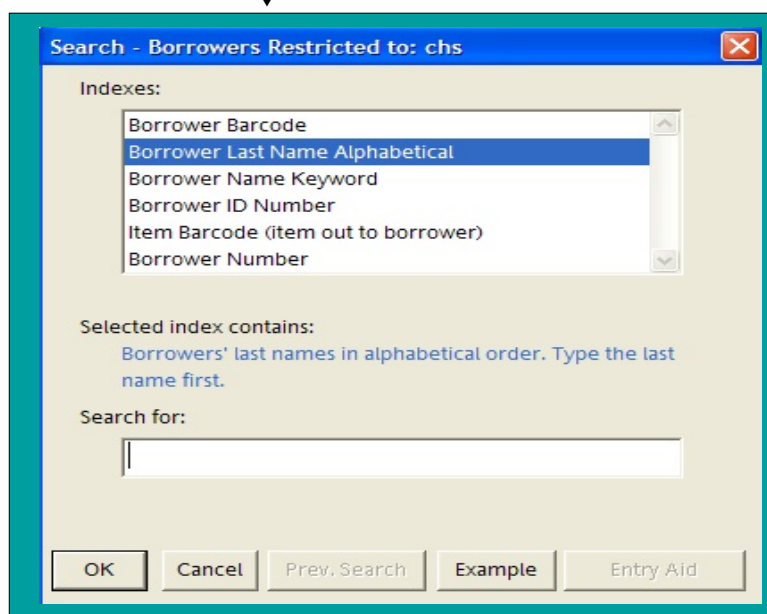 Search - Borrowers Restricted to: chs
Indexes:
Borrower Barcode
Borrower Last Name Alphabetical
Borrower Name Keyword
Borrower ID Number
Item Barcode (item out to borrower)
Borrower Number
Selected index contains:
Borrowers' last names in alphabetical order. Type the last
name first.
Search for:
OK Cancel Prev. Search Example Entry Aid